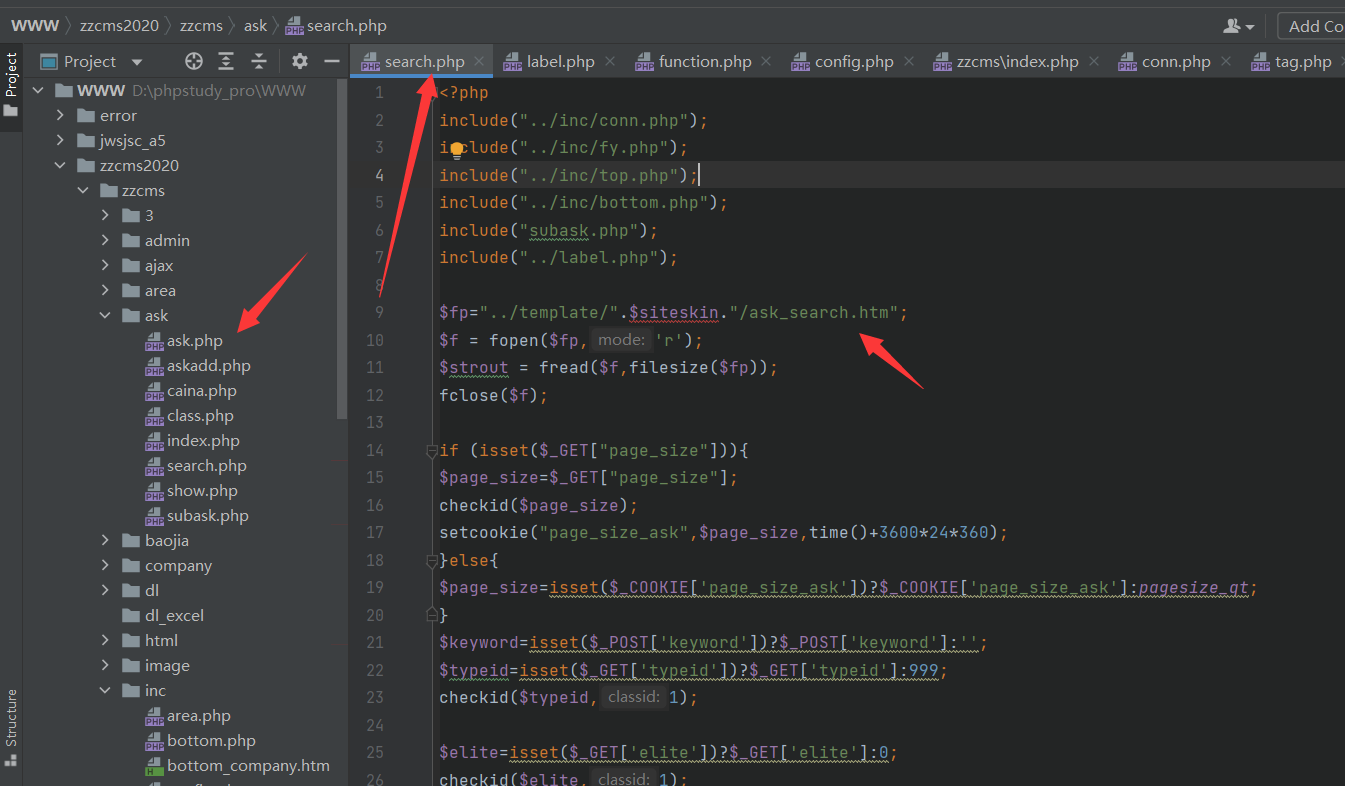 WWW zzcms2020 zzcms ask search.php
Add Co
Project
Project
search.php label.php function.php config.php zzcms\index.php conn.php tag.php
WWW D:\phpstudy_pro\WWW
error
jwsjsc_a5
zzcms2020
zzcms
3
admin
ajax
area
ask
ask.php
askadd.php
caina.php
class.php
index.php
search.php
show.php
subask.php
baojia
company
dl
dl_excel
html
image
inc
area.php
bottom.php
bottom_company.htm
Structure
1 <?php
2 include("../inc/conn.php");
3 include("../inc/fy.php");
4 include("../inc/top.php");
5 include("../inc/bottom.php");
6 include("subask.php");
7 include("../label.php");
8
9 $fp="../template/".$siteskin."/ask_search.htm";
10 $f = fopen($fp, mode: 'r');
11 $strout = fread($f,filesize($fp));
12 fclose($f);
13
14 if (isset($_GET["page_size"])){
15 $page_size=$_GET["page_size"];
16 checkid($page_size);
17 setcookie("page_size_ask",$page_size,time()+3600*24*360);
18 }else{
19 $page_size=isset($_COOKIE['page_size_ask'])?$_COOKIE['page_size_ask']:pagesize_qt;
20 }
21 $keyword=isset($_POST['keyword'])?$_POST['keyword']:'';
22 $typeid=isset($_GET['typeid'])?$_GET['typeid']:999;
23 checkid($typeid, classid: 1);
24
25 $elite=isset($_GET['elite'])?$_GET['elite']:0;
26 checkid($elite, classid: 1);